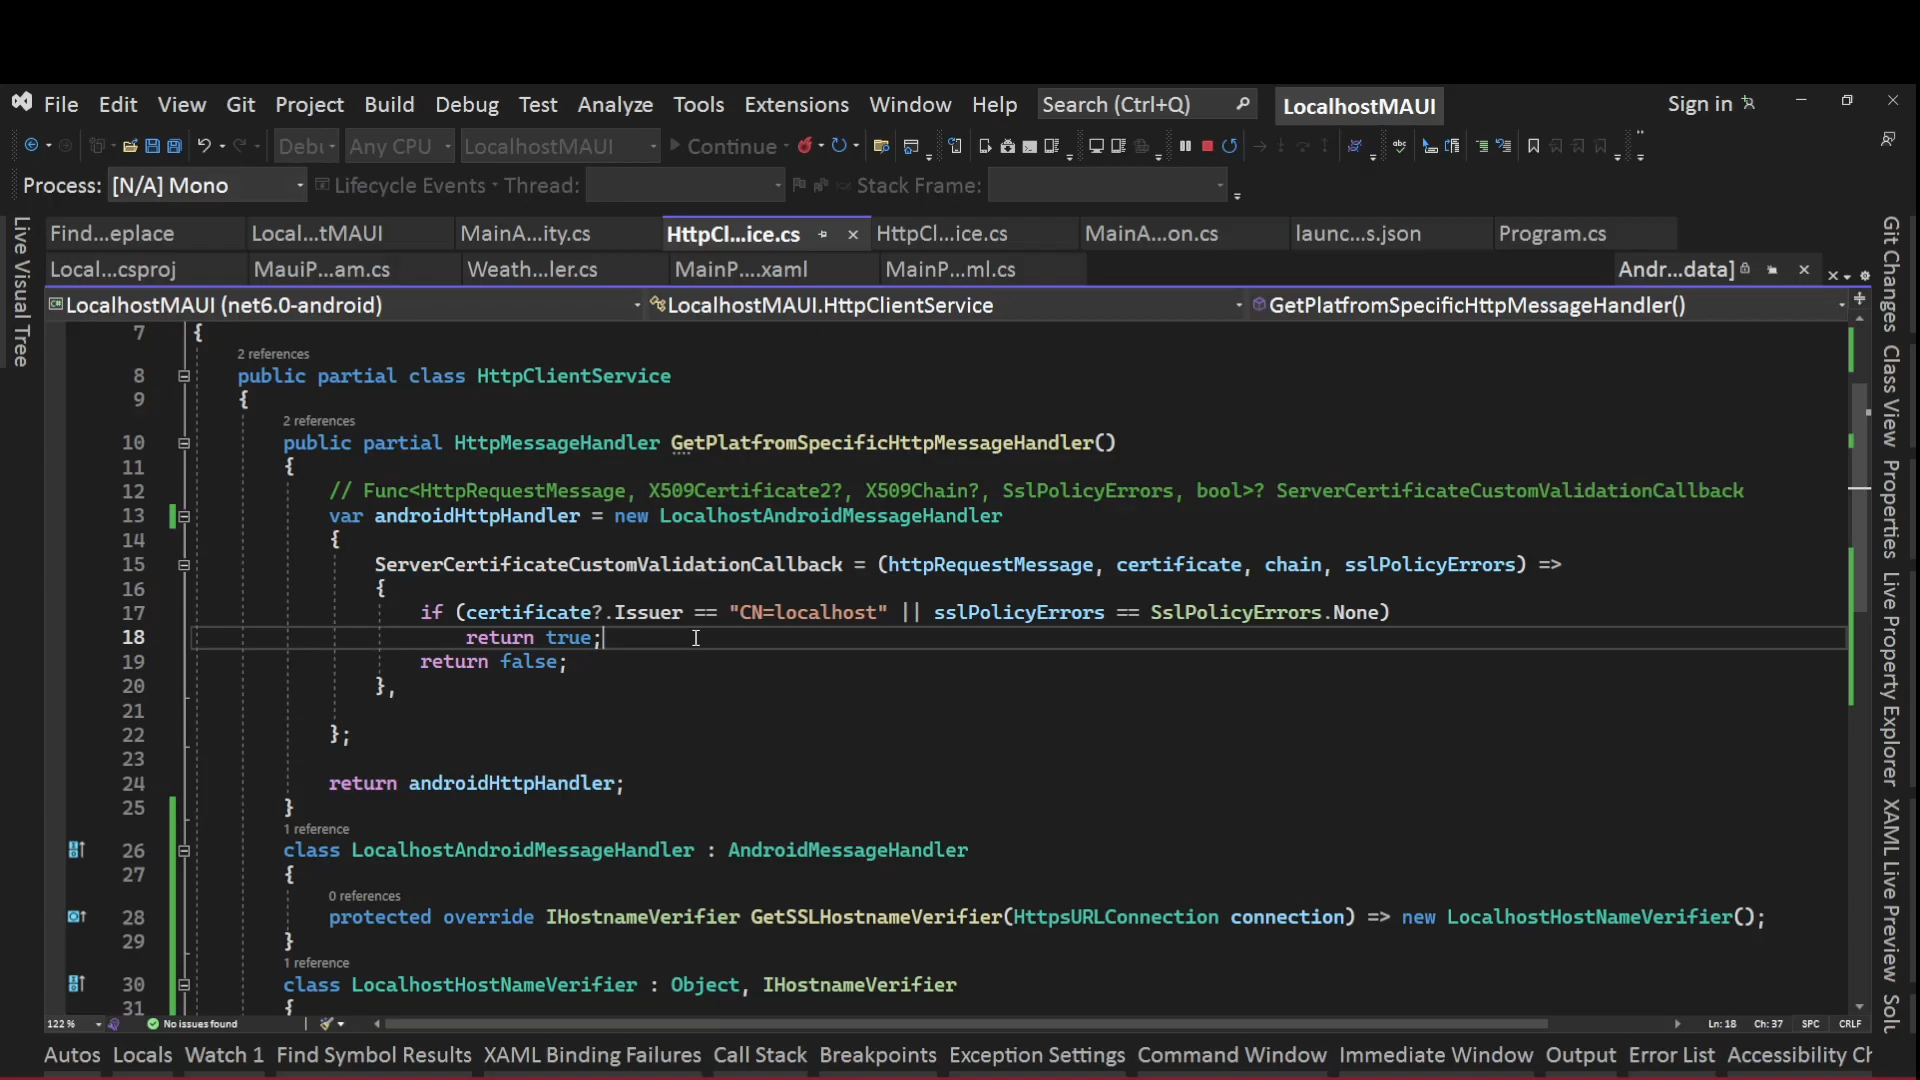 File Edit View Git Project Build Debug Test Analyze Tools Extensions Window Help Search (Ctrl+Q) LocalhostMAUI Sign in
Debu Any CPU LocalhostMAUI Continue
Process: [N/A] Mono Lifecycle Events Thread: Stack Frame:
Find...eplace Local...tMAUI MainA...ity.cs HttpCl...ice.cs HttpCl...ice.cs MainA...on.cs launc...s.json Program.cs
Local...csproj MauiP...am.cs Weath...ler.cs MainP....xaml MainP...ml.cs Andr...data]
LocalhostMAUI (net6.0-android) LocalhostMAUI.HttpClientService GetPlatfromSpecificHttpMessageHandler()
Live Visual Tree
7 {
2 references
8 public partial class HttpClientService
9 {
2 references
10 public partial HttpMessageHandler GetPlatfromSpecificHttpMessageHandler()
11 {
12 // Func<HttpRequestMessage, X509Certificate2?, X509Chain?, SslPolicyErrors, bool>? ServerCertificateCustomValidationCallback
13 var androidHttpHandler = new LocalhostAndroidMessageHandler
14 {
15 ServerCertificateCustomValidationCallback = (httpRequestMessage, certificate, chain, sslPolicyErrors) =>
16 {
17 if (certificate?.Issuer == "CN=localhost" || sslPolicyErrors == SslPolicyErrors.None)
18 return true;
19 return false;
20 },
21
22 };
23
24 return androidHttpHandler;
25 }
1 reference
26 class LocalhostAndroidMessageHandler : AndroidMessageHandler
27 {
0 references
28 protected override IHostnameVerifier GetSSLHostnameVerifier(HttpsURLConnection connection) => new LocalhostHostNameVerifier();
29 }
1 reference
30 class LocalhostHostNameVerifier : Object, IHostnameVerifier
31 {
Git Changes
Class View
Properties
Live Property Explorer
XAML Live Preview
122 % No issues found Ln: 18 Ch: 37 SPC CRLF
Autos Locals Watch 1 Find Symbol Results XAML Binding Failures Call Stack Breakpoints Exception Settings Command Window Immediate Window Output Error List Accessibility